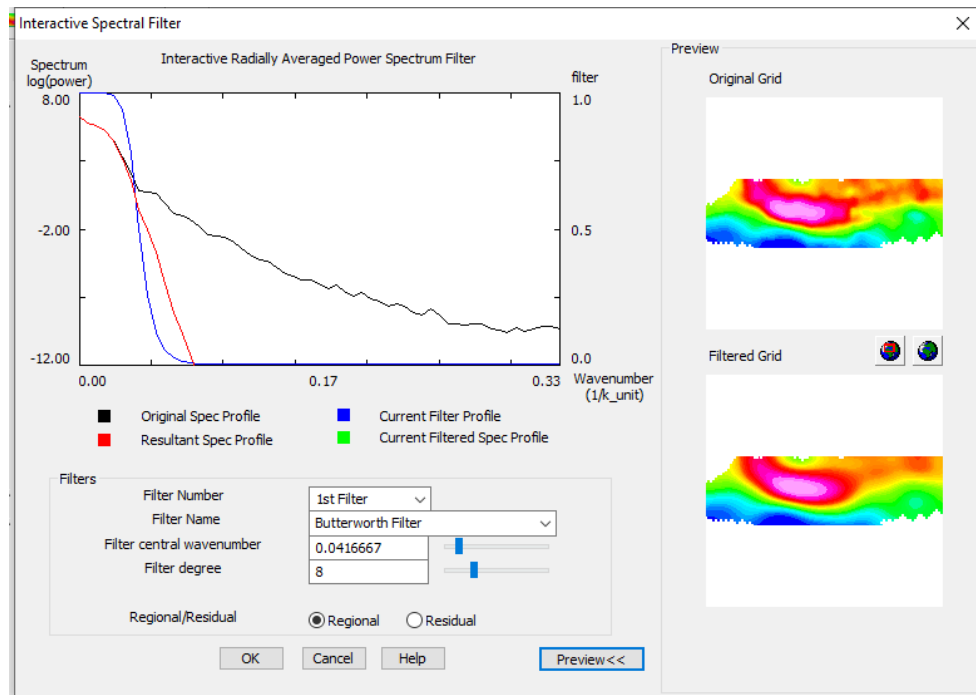 Interactive Spectral Filter
Interactive Radially Averaged Power Spectrum Filter
Spectrum
log(power)
filter
8.00
1.0
-2.00
0.5
-12.00
0.0
0.00
0.17
0.33
Wavenumber
(1/k_unit)
Original Spec Profile
Current Filter Profile
Resultant Spec Profile
Current Filtered Spec Profile
Filters
Filter Number
1st Filter
Filter Name
Butterworth Filter
Filter central wavenumber
0.0416667
Filter degree
8
Regional/Residual
Regional
Residual
OK
Cancel
Help
Preview<<
Preview
Original Grid
Filtered Grid